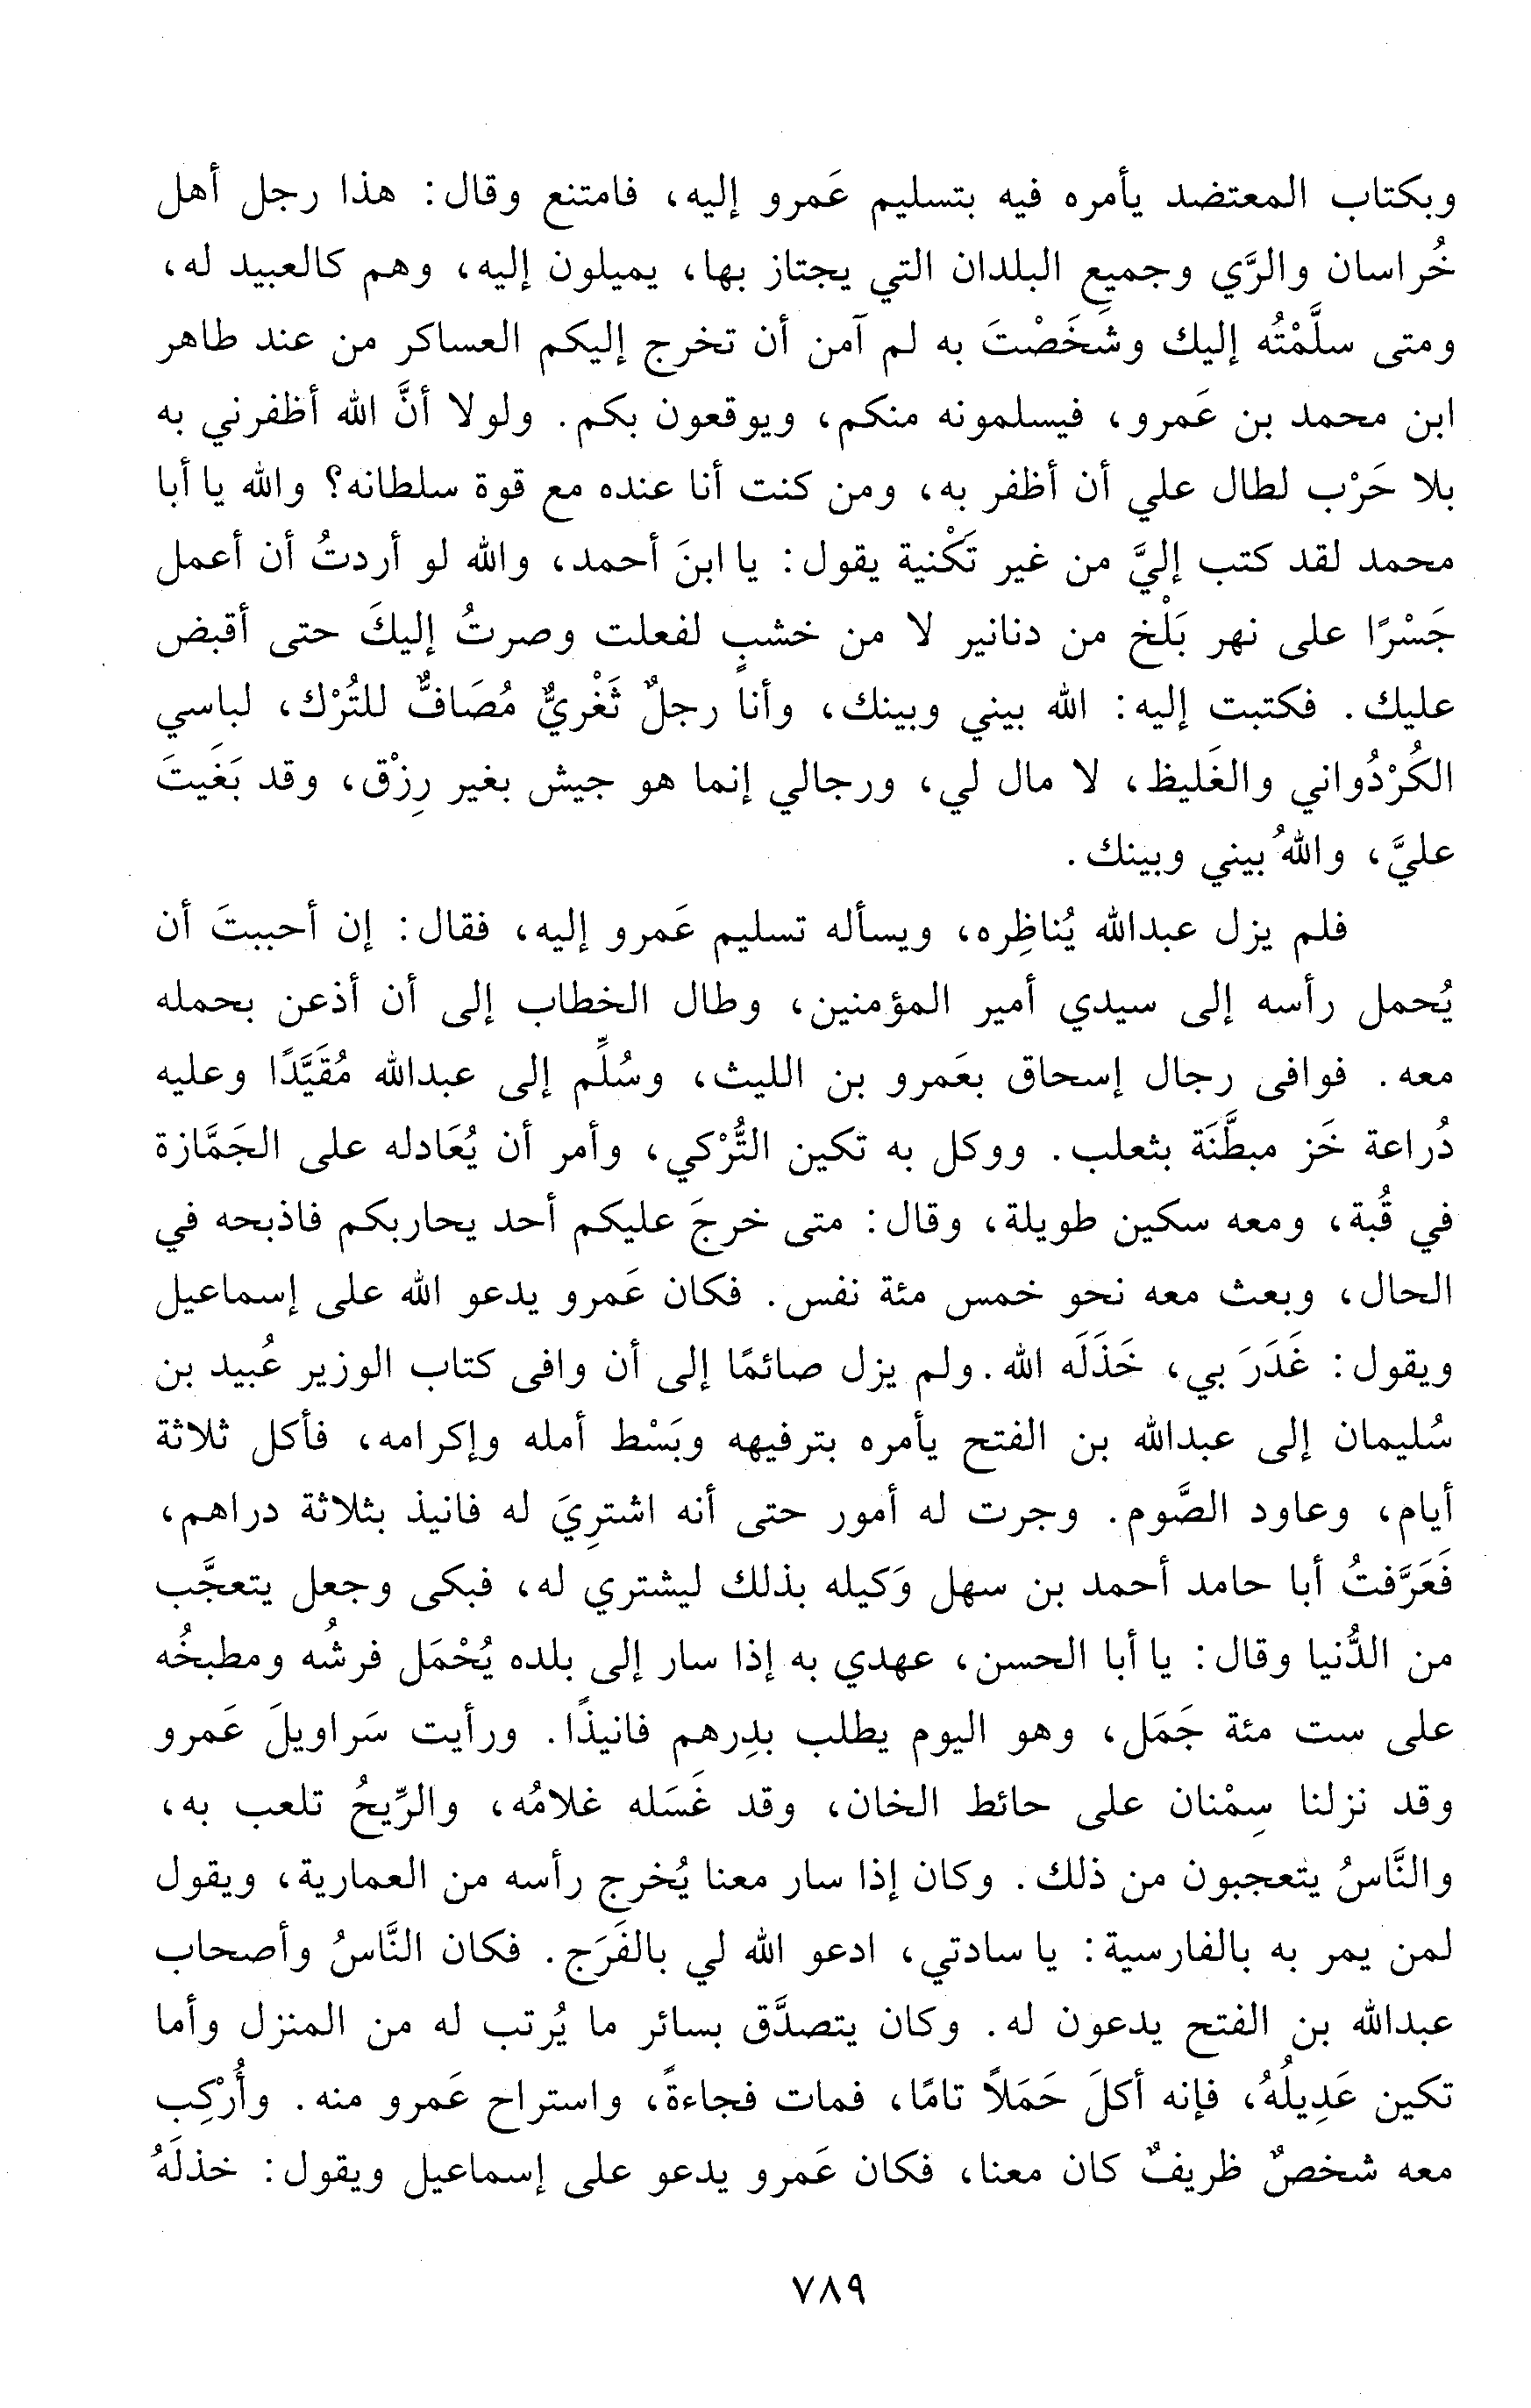 وبكتاب المعتضد يأمره فيه بتسليم عَمرو إليه، فامتنع وقال: هذا رجل أهل
خُراسان والرَّي وجميعِ البلدان التي يجتاز بها، يميلون إليه، وهم كالعبيد له،
ومتى سلَّمْتُه إليك وشخَصْتَ به لم آمن أن تخرج إليكم العساكر من عند طاهر
ابن محمد بن عَمرو، فيسلمونه منكم، ويوقعون بكم. ولولا أنَّ الله أظفرني به
بلا حَرْب لطال علي أن أظفر به، ومن كنت أنا عنده مع قوة سلطانه؟ والله يا أبا
محمد لقد كتب إليَّ من غير تَكْنية يقول: يا ابنَ أحمد، والله لو أردتُ أن أعمل
جَسْرًا على نهر بَلْخ من دنانير لا من خشبٍ لفعلت وصرتُ إليكَ حتى أقبض
عليك. فكتبت إليه: الله بيني وبينك، وأنا رجلٌ ثَغْريٌّ مُصَافٌّ للتُرْك، لباسي
الكُرْدُواني والغَليظ، لا مال لي، ورجالي إنما هو جيش بغير رِزْق، وقد بَغَيتَ
عليَّ، واللهُ بيني وبينك.
فلم يزل عبدالله يُناظِره، ويسأله تسليم عَمرو إليه، فقال: إن أحببتَ أن
يُحمل رأسه إلى سيدي أمير المؤمنين، وطال الخطاب إلى أن أذعن بحمله
معه. فوافى رجال إسحاق بعَمرو بن الليث، وسُلِّم إلى عبدالله مُقَيَّدًا وعليه
دُراعة خَز مبطَّنَة بثعلب. ووكل به تكين التُّرْكي، وأمر أن يُعَادله على الجَمَّازة
في قُبة، ومعه سكين طويلة، وقال: متى خرجَ عليكم أحد يحاربكم فاذبحه في
الحال، وبعث معه نحو خمس مئة نفس. فكان عَمرو يدعو الله على إسماعيل
ويقول: غَدَرَ بي، خَذَلَه الله. ولم يزل صائمًا إلى أن وافى كتاب الوزير عُبيد بن
سُليمان إلى عبدالله بن الفتح يأمره بترفيهه وبَسْط أمله وإكرامه، فأكل ثلاثة
أيام، وعاود الصَّوم. وجرت له أمور حتى أنه اشترِيَ له فانيذ بثلاثة دراهم،
فَعَرَّفتُ أبا حامد أحمد بن سهل وَكيله بذلك ليشتري له، فبكى وجعل يتعجَّب
من الدُّنيا وقال: يا أبا الحسن، عهدي به إذا سار إلى بلده يُحْمَل فرشُه ومطبخُه
على ست مئة جَمَل، وهو اليوم يطلب بدِرهم فانيذًا. ورأيت سَراويلَ عَمرو
وقد نزلنا سِمْنان على حائط الخان، وقد غَسَله غلامُه، والرِّيحُ تلعب به،
والنَّاسُ يتعجبون من ذلك. وكان إذا سار معنا يُخرج رأسه من العمارية، ويقول
لمن يمر به بالفارسية: يا سادتي، ادعو الله لي بالفَرَج. فكان النَّاسُ وأصحاب
عبدالله بن الفتح يدعون له. وكان يتصدَّق بسائر ما يُرتب له من المنزل وأما
تكين عَدِيلُهُ، فإنه أكلَ حَمَلاً تامًا، فمات فجاءةً، واستراح عَمرو منه. وأُرْكِب
معه شخصٌ ظريفٌ كان معنا، فكان عَمرو يدعو على إسماعيل ويقول: خذلَهُ
٧٨٩